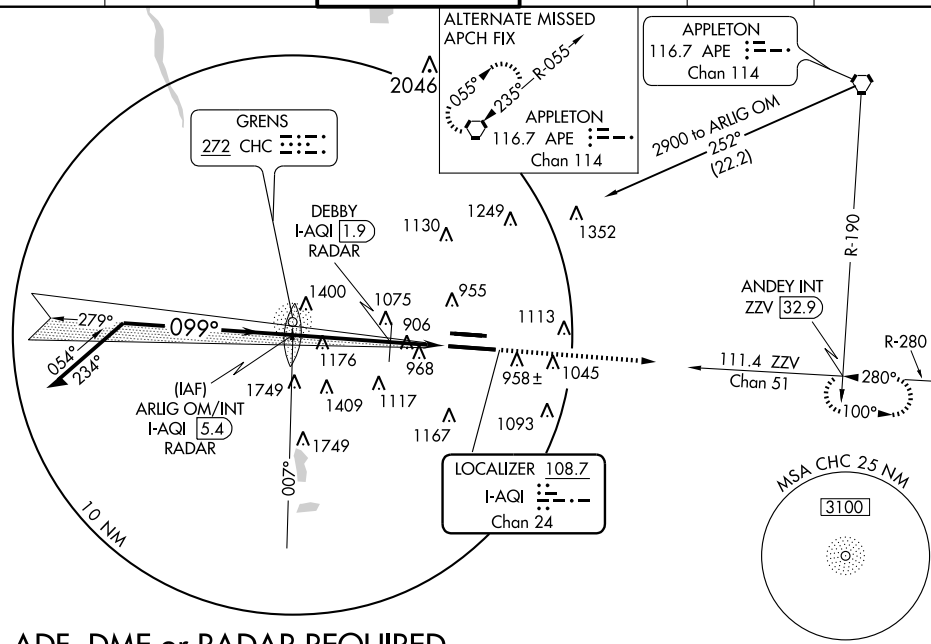 ALTERNATE MISSED
APCH FIX
055°
235°
R-055
APPLETON
116.7 APE
Chan 114
APPLETON
116.7 APE
Chan 114
2046
GRENS
272 CHC
2900 to ARLIG OM
252°
(22.2)
R-190
DEBBY
I-AQI 1.9
RADAR
1130
1249
1352
1400
1075
955
906
1113
279°
099°
1176
968
958±
1045
054°
234°
(IAF)
ARLIG OM/INT
I-AQI 5.4
RADAR
1749
1409
1117
1167
1093
1749
007°
10 NM
ANDEY INT
ZZV 32.9
R-280
111.4 ZZV
Chan 51
280°
100°
LOCALIZER 108.7
I-AQI
Chan 24
MSA CHC 25 NM
3100
ADF, DME or RADAR REQUIRED